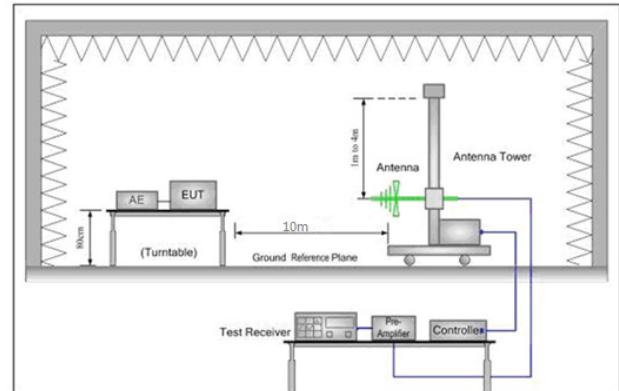 1m to 4m
Antenna
Antenna Tower
AE
EUT
80cm
(Turntable)
10m
Ground Reference Plane
Test Receiver
Pre-
Amplifier
Controller